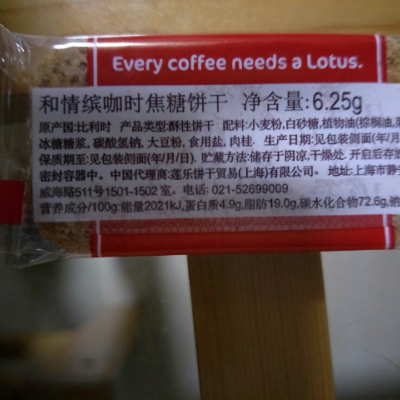 Every coffee needs a Lotus.
和情缤咖时焦糖饼干 净含量:6.25g
原产国:比利时 产品类型:酥性饼干 配料:小麦粉,白砂糖,植物油(棕榈油,
冰糖糖浆, 碳酸氢钠, 大豆粉, 食用盐, 肉桂. 生产日期:见包装侧面(年/
保质期至:见包装侧面(年/月/日). 贮藏方法:储存于阴凉,干燥处. 开启后存
密封容器中。中国代理商:莲乐饼干贸易(上海)有限公司。 地址:上海市静
威海路511号1501-1502 室。电话: 021-52699009
营养成分/100g:能量2021kJ,蛋白质4.9g,脂肪19.0g,碳水化合物72.6g,